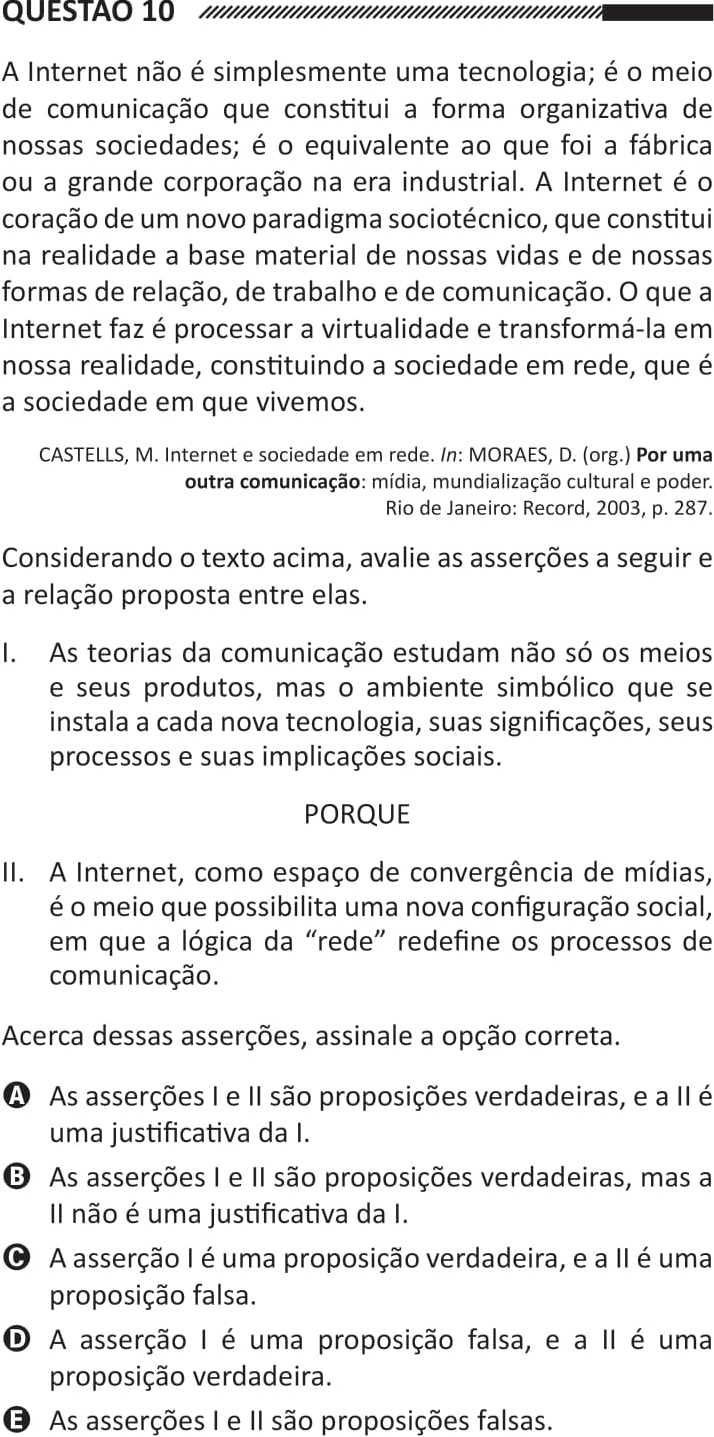 QUESTÃO 10
A Internet não é simplesmente uma tecnologia; é o meio
de comunicação que constitui a forma organizativa de
nossas sociedades; é o equivalente ao que foi a fábrica
ou a grande corporação na era industrial. A Internet é o
coração de um novo paradigma sociotécnico, que constitui
na realidade a base material de nossas vidas e de nossas
formas de relação, de trabalho e de comunicação. O que a
Internet faz é processar a virtualidade e transformá-la em
nossa realidade, constituindo a sociedade em rede, que é
a sociedade em que vivemos.
CASTELLS, M. Internet e sociedade em rede. In: MORAES, D. (org.) Por uma
outra comunicação: mídia, mundialização cultural e poder.
Rio de Janeiro: Record, 2003, p. 287.
Considerando o texto acima, avalie as asserções a seguir e
a relação proposta entre elas.
I. As teorias da comunicação estudam não só os meios
e seus produtos, mas o ambiente simbólico que se
instala a cada nova tecnologia, suas significações, seus
processos e suas implicações sociais.
PORQUE
II. A Internet, como espaço de convergência de mídias,
é o meio que possibilita uma nova configuração social,
em que a lógica da “rede” redefine os processos de
comunicação.
Acerca dessas asserções, assinale a opção correta.
A As asserções I e II são proposições verdadeiras, e a II é
uma justificativa da I.
B As asserções I e II são proposições verdadeiras, mas a
II não é uma justificativa da I.
C A asserção I é uma proposição verdadeira, e a II é uma
proposição falsa.
D A asserção I é uma proposição falsa, e a II é uma
proposição verdadeira.
E As asserções I e II são proposições falsas.